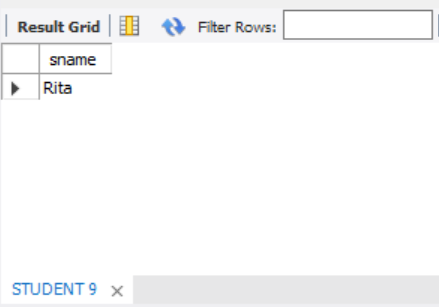 Result Grid Filter Rows:
sname
Rita
STUDENT 9